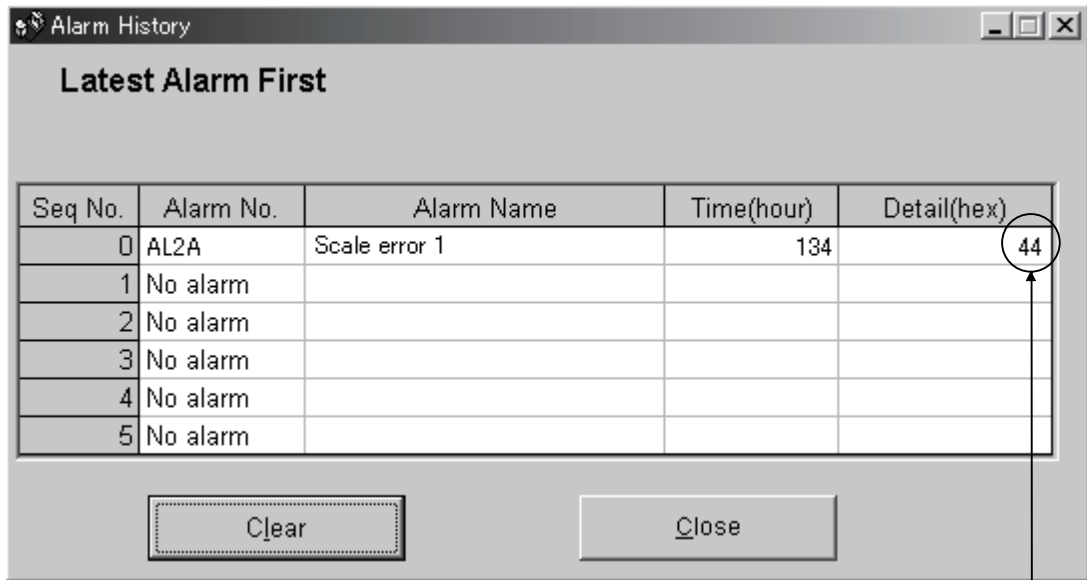 Alarm History
Latest Alarm First
Seq No. Alarm No. Alarm Name Time(hour) Detail(hex)
0 AL2A Scale error 1 134 44
1 No alarm
2 No alarm
3 No alarm
4 No alarm
5 No alarm
Clear Close